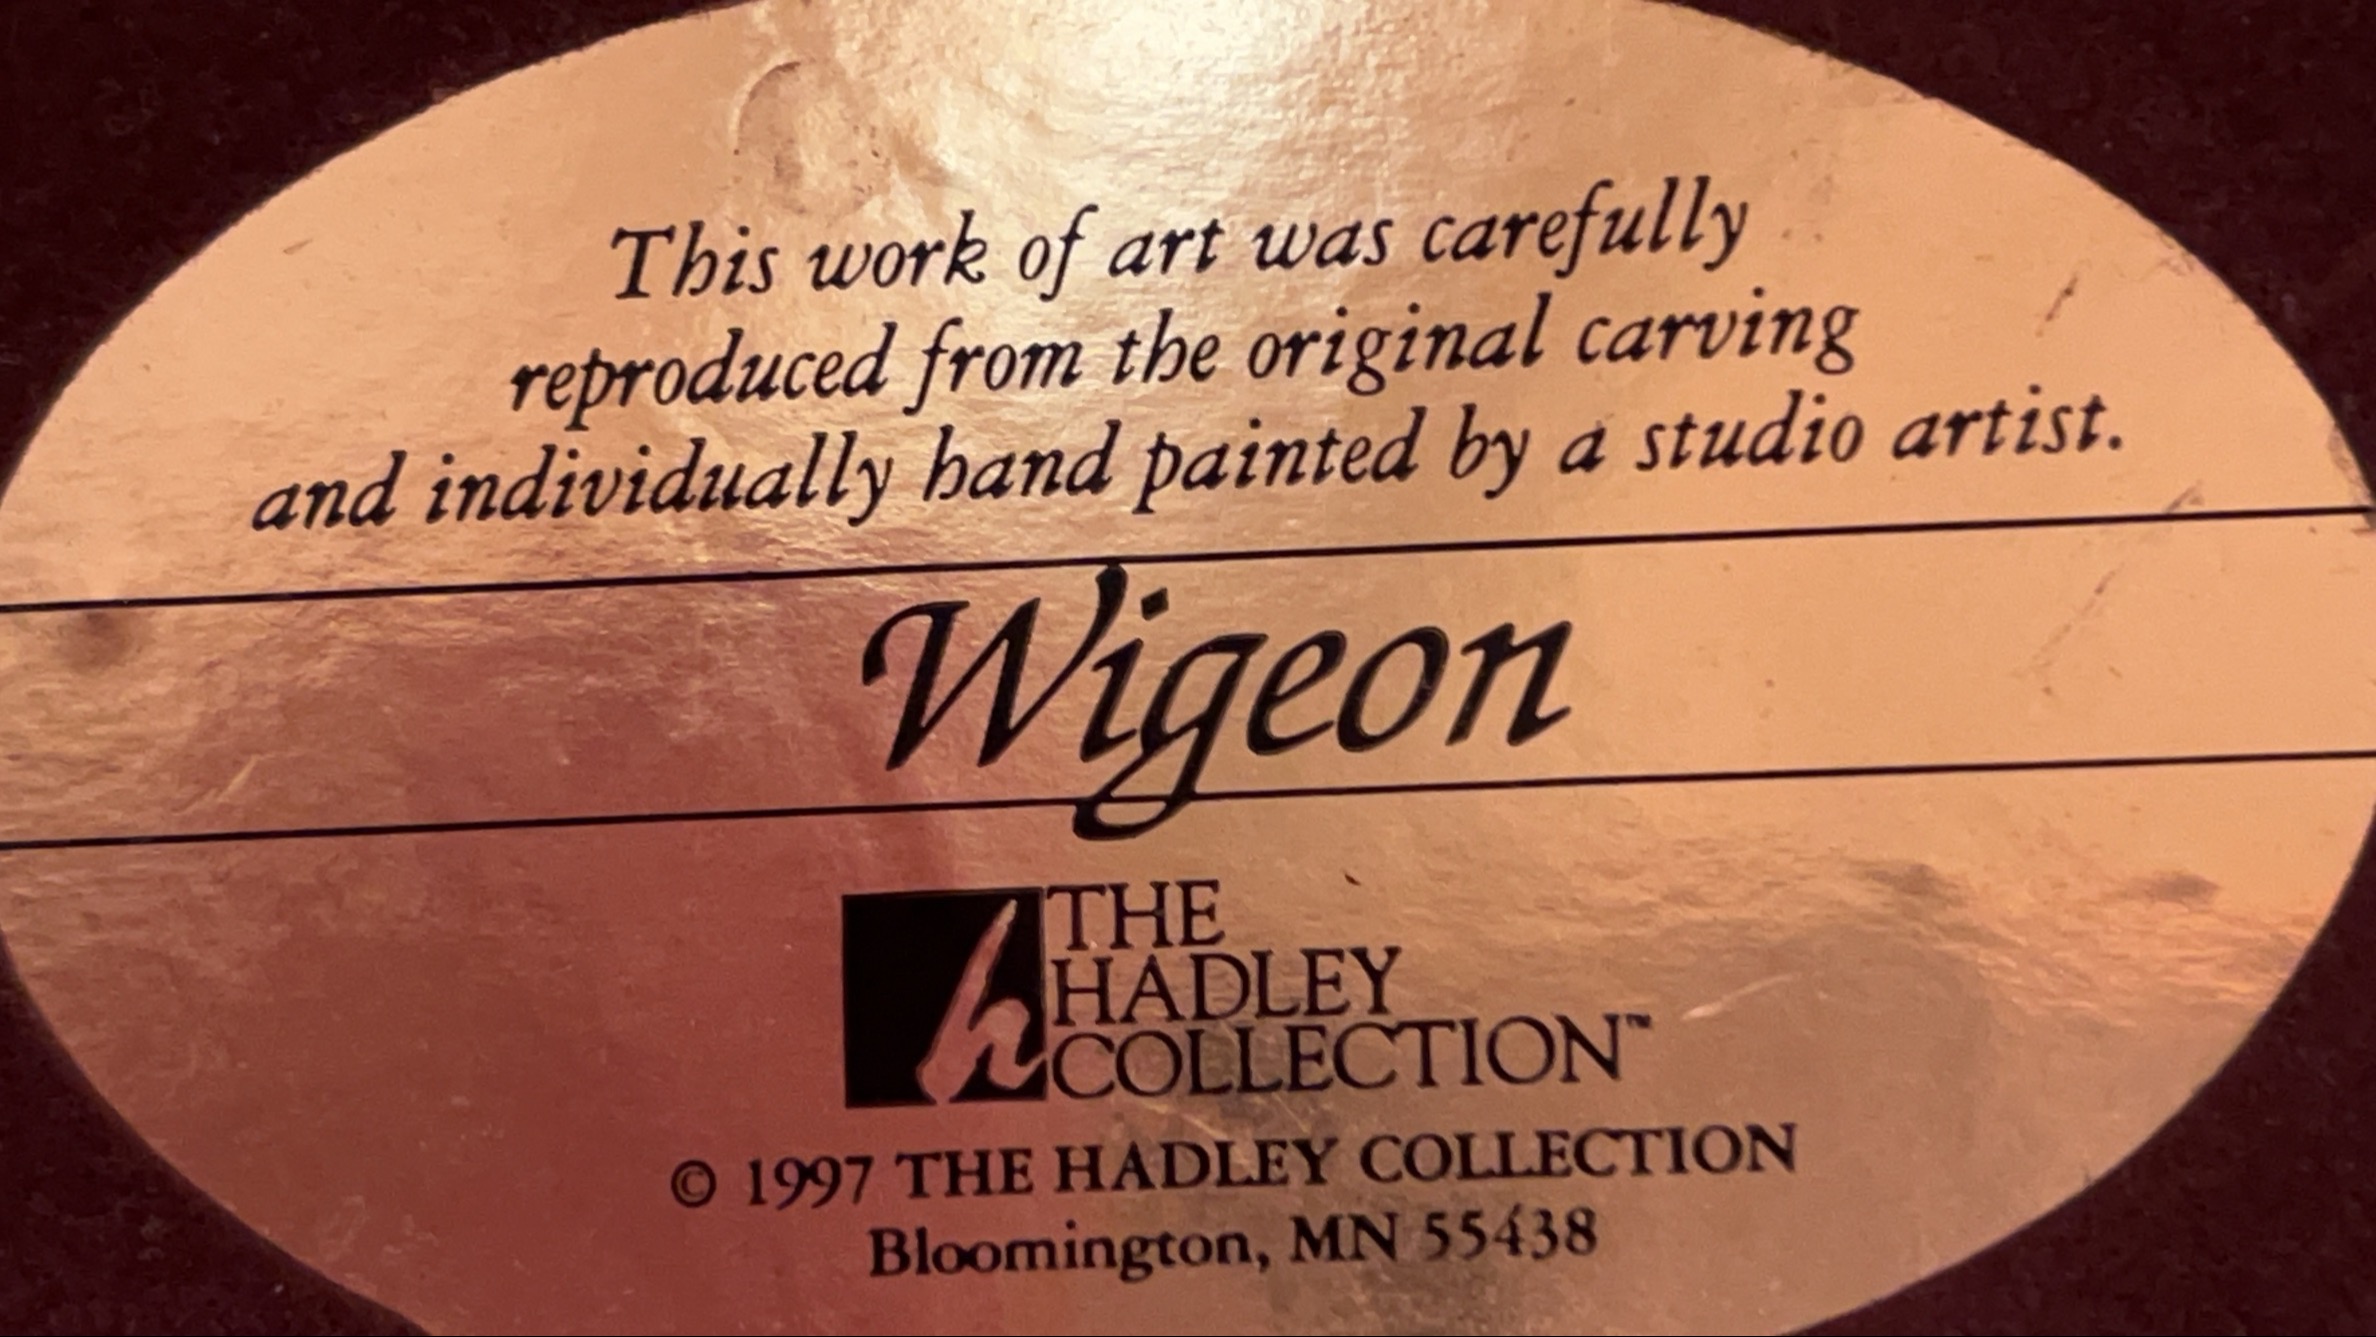 This work of art was carefully
reproduced from the original carving
and individually hand painted by a studio artist.
Wigeon
h
THE
HADLEY
COLLECTION™
© 1997 THE HADLEY COLLECTION
Bloomington, MN 55438